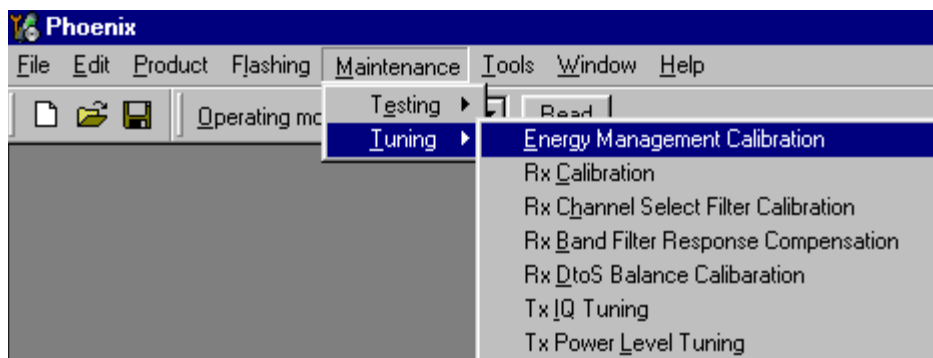 Phoenix
File Edit Product Flashing Maintenance Tools Window Help
Operating mo Read
Testing
Tuning
Energy Management Calibration
Rx Calibration
Rx Channel Select Filter Calibration
Rx Band Filter Response Compensation
Rx DtoS Balance Calibaration
Tx IQ Tuning
Tx Power Level Tuning